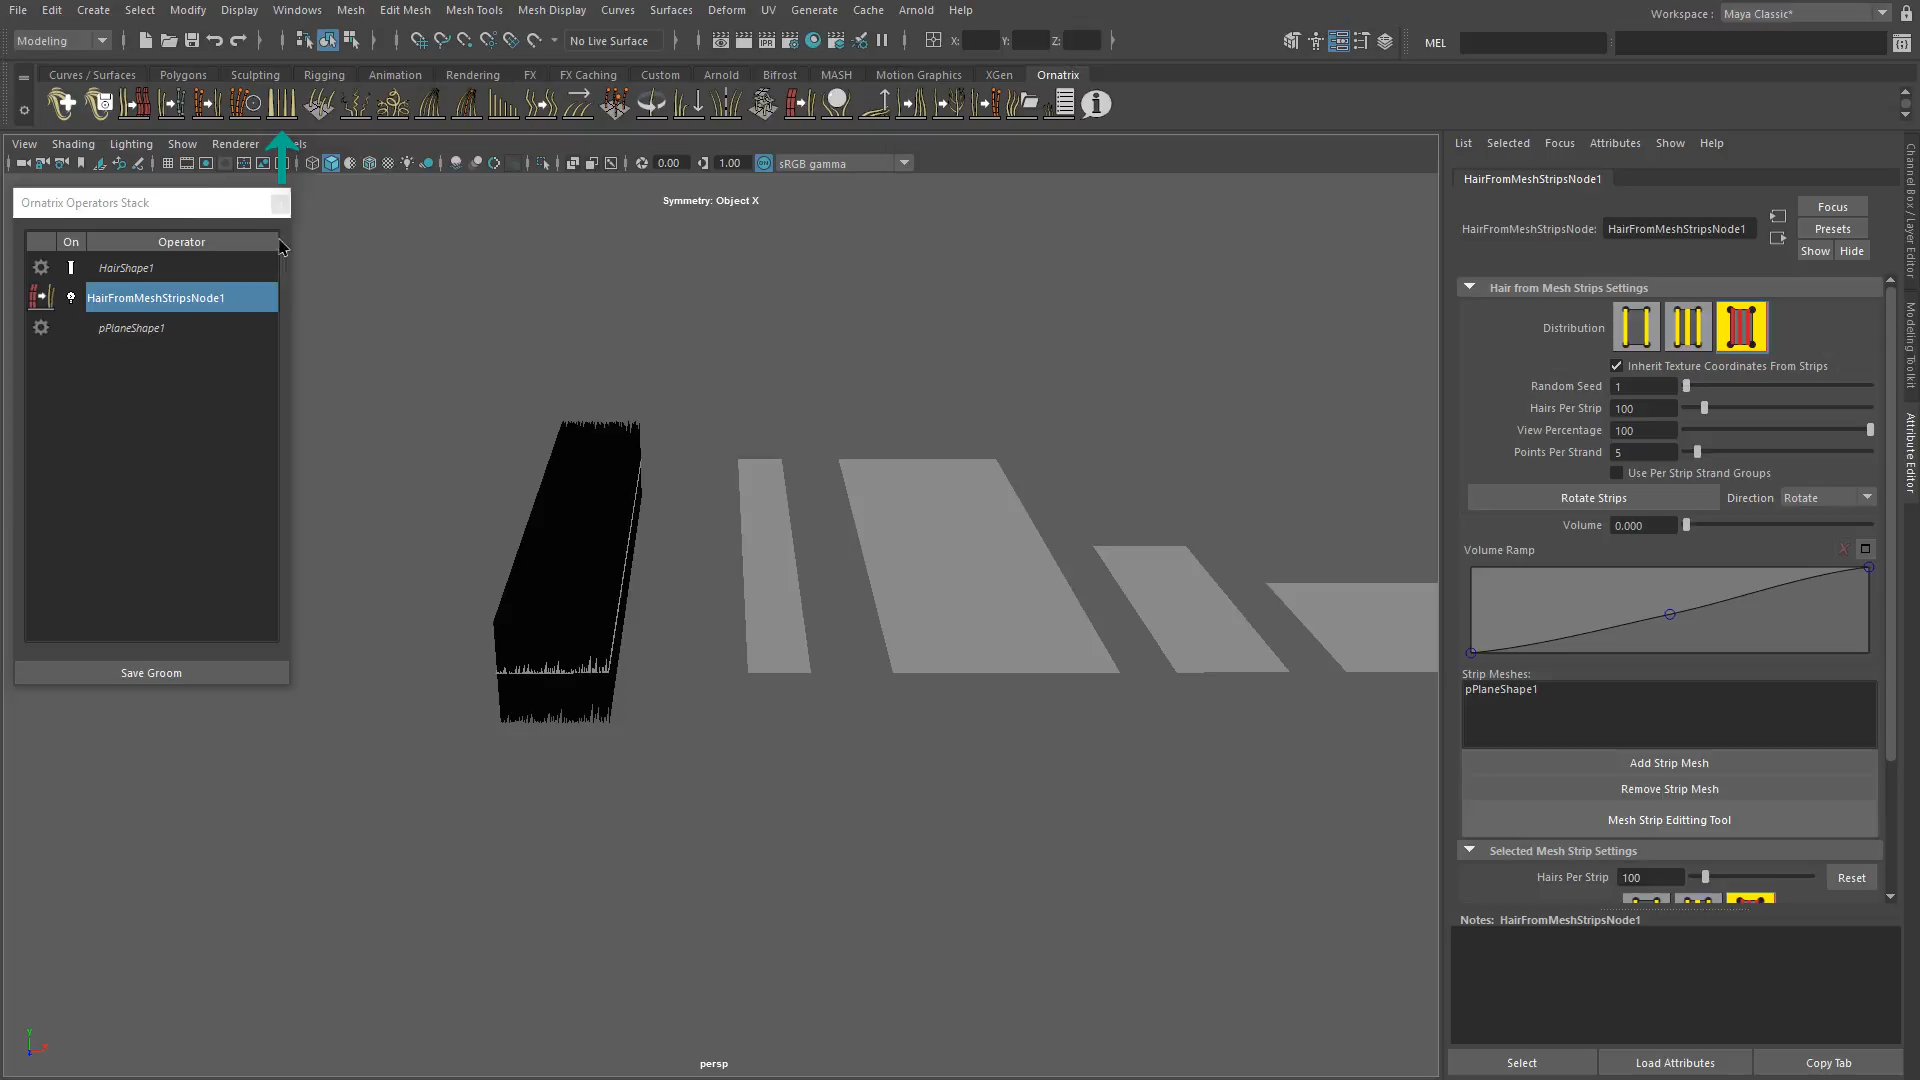 File Edit Create Select Modify Display Windows Mesh Edit Mesh Mesh Tools Mesh Display Curves Surfaces Deform UV Generate Cache Arnold Help
Workspace : Maya Classic*
Modeling
No Live Surface
X: Y: Z:
MEL
Curves / Surfaces Polygons Sculpting Rigging Animation Rendering FX FX Caching Custom Arnold Bifrost MASH Motion Graphics XGen Ornatrix
View Shading Lighting Show Renderer
0.00 1.00 ON sRGB gamma
Symmetry: Object X
Ornatrix Operators Stack
On Operator
HairShape1
HairFromMeshStripsNode1
pPlaneShape1
Save Groom
persp
List Selected Focus Attributes Show Help
HairFromMeshStripsNode1
HairFromMeshStripsNode: HairFromMeshStripsNode1
Focus
Presets
Show Hide
Hair from Mesh Strips Settings
Distribution
Inherit Texture Coordinates From Strips
Random Seed 1
Hairs Per Strip 100
View Percentage 100
Points Per Strand 5
Use Per Strip Strand Groups
Rotate Strips Direction Rotate
Volume 0.000
Volume Ramp
Strip Meshes:
pPlaneShape1
Add Strip Mesh
Remove Strip Mesh
Mesh Strip Editting Tool
Selected Mesh Strip Settings
Hairs Per Strip 100 Reset
Notes: HairFromMeshStripsNode1
Select Load Attributes Copy Tab
Channel Box / Layer Editor
Modeling Toolkit
Attribute Editor